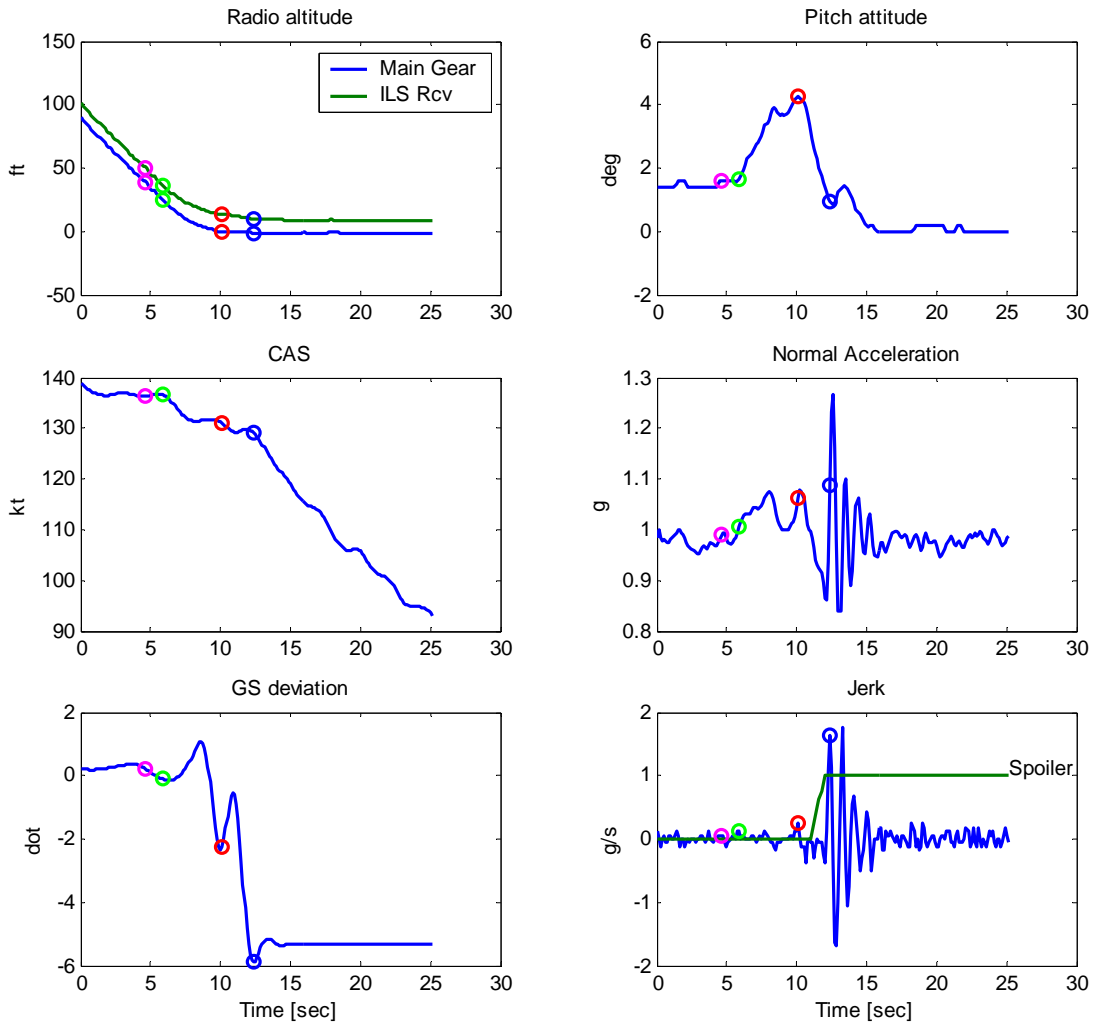 Radio altitude
150
100
50
0
-50
ft
Main Gear
ILS Rcv
0 5 10 15 20 25 30
Pitch attitude
6
4
2
0
-2
deg
0 5 10 15 20 25 30
CAS
140
130
120
110
100
90
kt
0 5 10 15 20 25 30
Normal Acceleration
1.3
1.2
1.1
1
0.9
0.8
g
0 5 10 15 20 25 30
GS deviation
2
0
-2
-4
-6
dot
0 5 10 15 20 25 30
Time [sec]
Jerk
2
1
0
-1
-2
g/s
Spoiler
0 5 10 15 20 25 30
Time [sec]